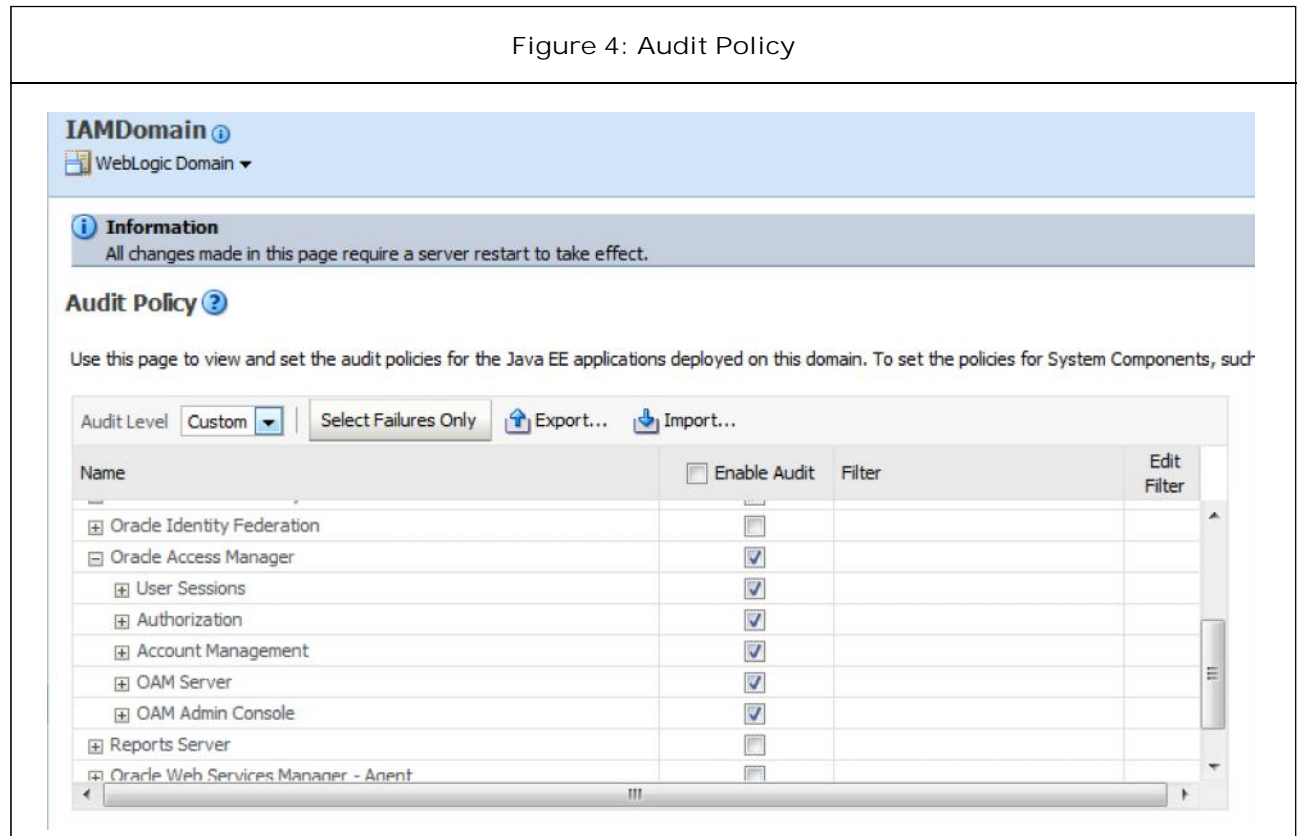 Figure 4: Audit Policy
IAMDomain
WebLogic Domain
Information
All changes made in this page require a server restart to take effect.
Audit Policy
Use this page to view and set the audit policies for the Java EE applications deployed on this domain. To set the policies for System Components, such
Audit Level Custom Select Failures Only Export... Import...
Name Enable Audit Filter Edit Filter
Oracle Identity Federation
Oracle Access Manager
User Sessions
Authorization
Account Management
OAM Server
OAM Admin Console
Reports Server
Oracle Web Services Manager - Agent